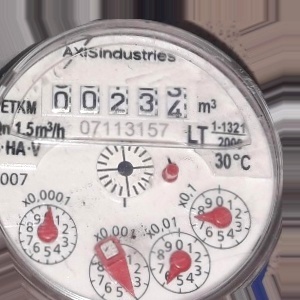 AXISindustries
ETKM 00232 m³
1.5m³/h 07113157 LT 1-1321
HA·V
30°C
007
x0.0001
x0.001
x0.01
x0.1